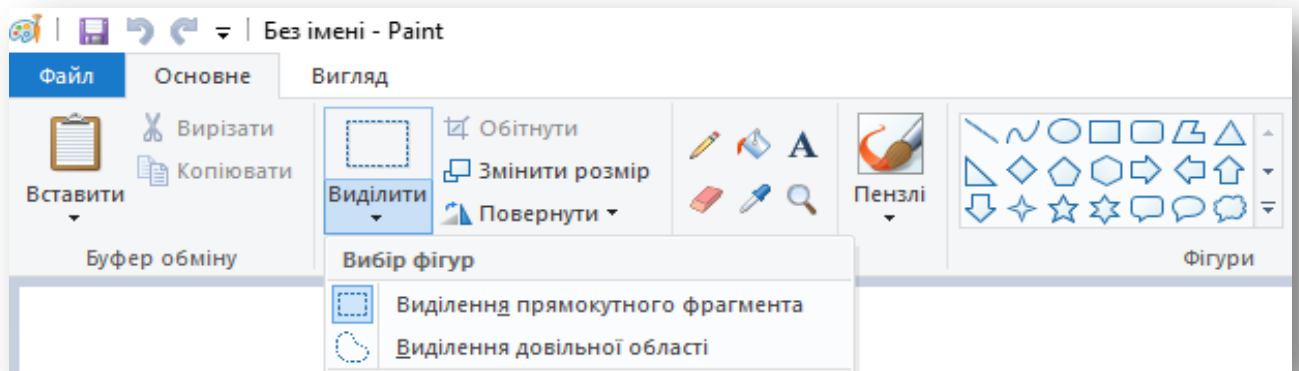 Без імені - Paint
Файл Основне Вигляд
Вставити
Вирізати
Копіювати
Буфер обміну
Виділити
Обітнути
Змінити розмір
Повернути
A
Пензлі
Фігури
Вибір фігур
Виділення прямокутного фрагмента
Виділення довільної області